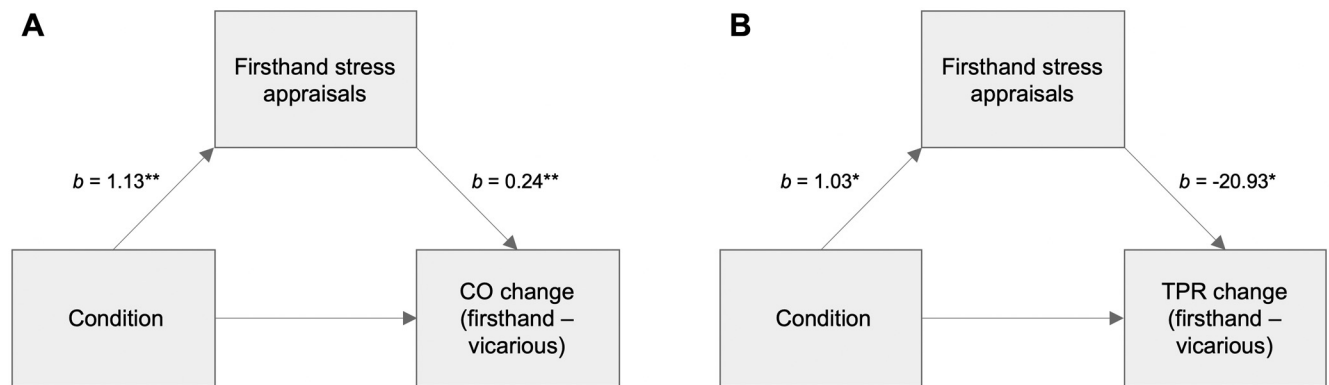 A
Firsthand stress
appraisals
b = 1.13**
b = 0.24**
Condition
CO change
(firsthand –
vicarious)
B
Firsthand stress
appraisals
b = 1.03*
b = -20.93*
Condition
TPR change
(firsthand –
vicarious)